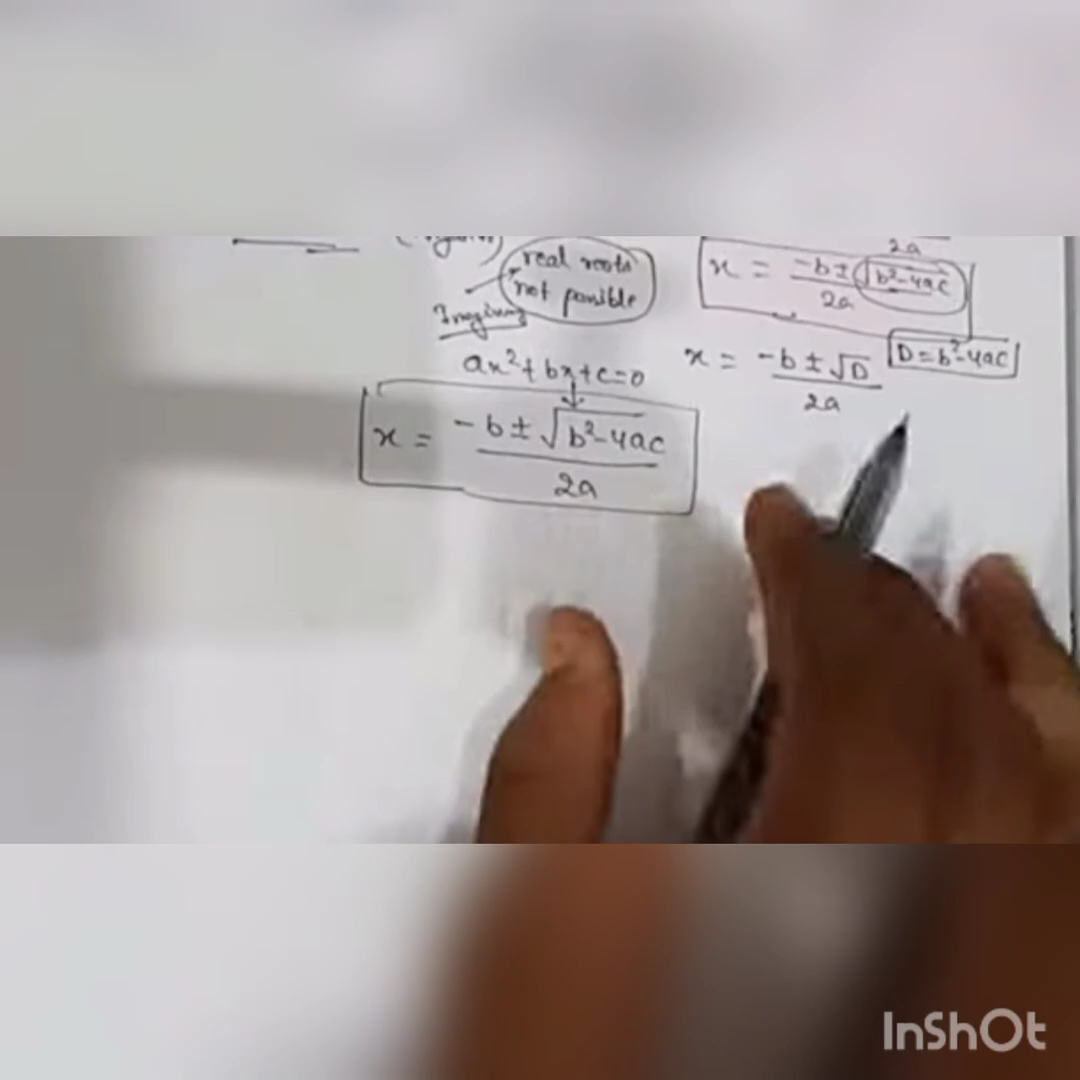 real roots
not possible
Imaginary
ax²+bx+c=0
x = -b ± √b²-4ac
2a
2a
x = -b ± √b²-4ac
2a
D = b²-4ac
x = -b ± √D
2a
InShOt